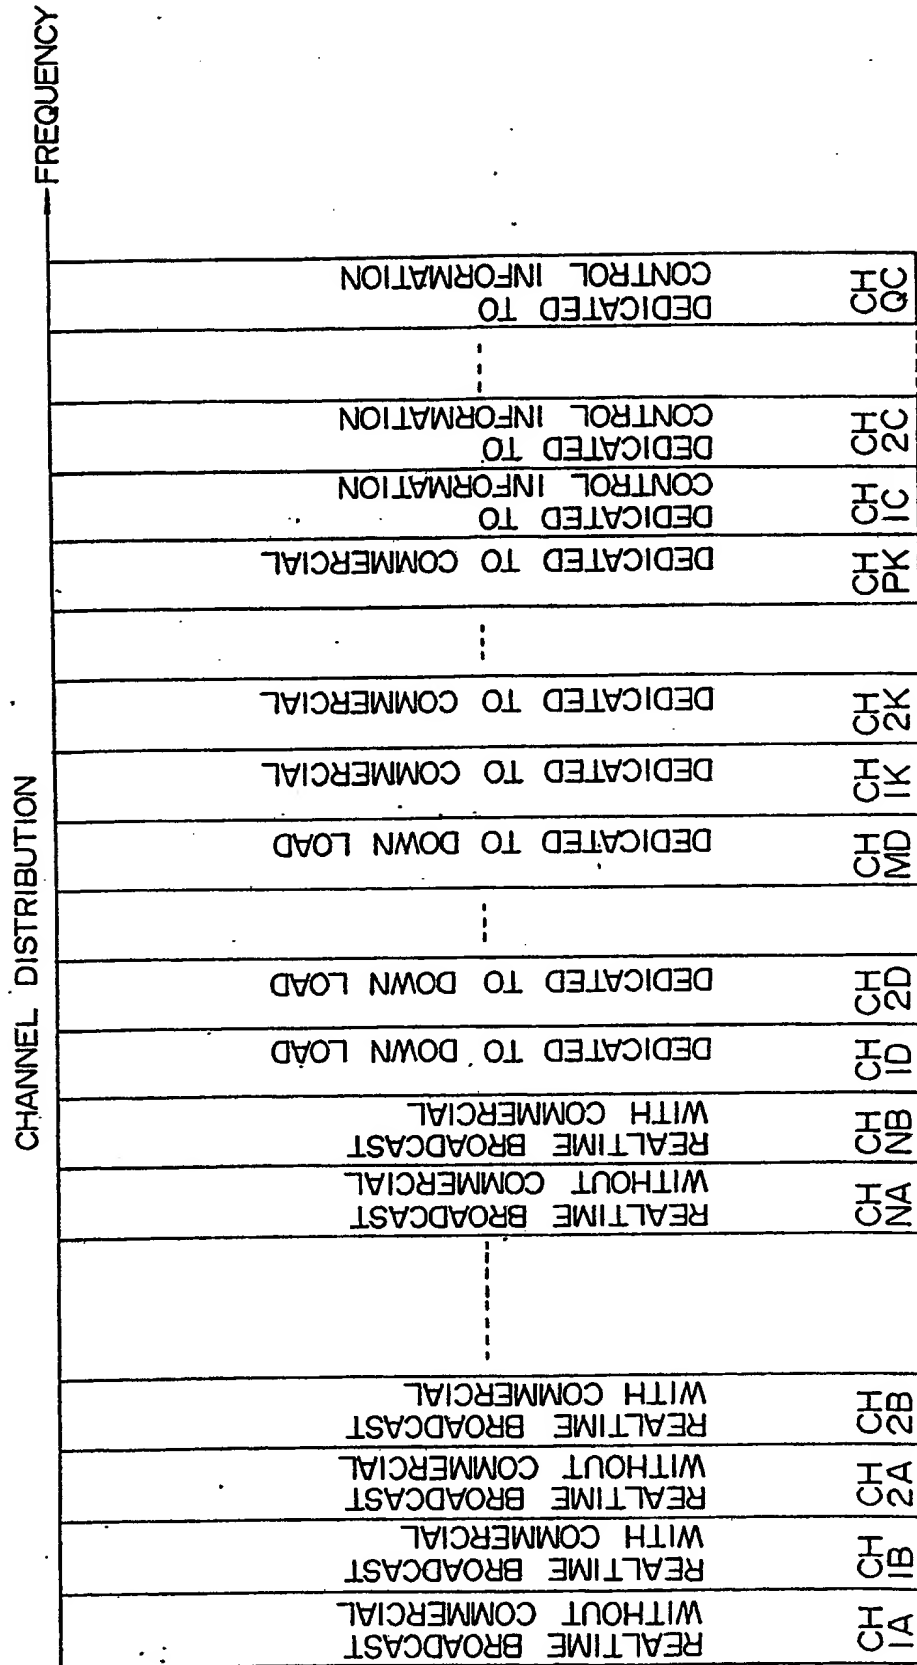 CHANNEL DISTRIBUTION
FREQUENCY
REALTIME BROADCAST
WITHOUT COMMERCIAL
CH
1A
REALTIME BROADCAST
WITH COMMERCIAL
CH
1B
REALTIME BROADCAST
WITHOUT COMMERCIAL
CH
2A
REALTIME BROADCAST
WITH COMMERCIAL
CH
2B
REALTIME BROADCAST
WITHOUT COMMERCIAL
CH
NA
REALTIME BROADCAST
WITH COMMERCIAL
CH
NB
DEDICATED TO DOWN LOAD
CH
1D
DEDICATED TO DOWN LOAD
CH
2D
DEDICATED TO DOWN LOAD
CH
MD
DEDICATED TO COMMERCIAL
CH
1K
DEDICATED TO COMMERCIAL
CH
2K
DEDICATED TO COMMERCIAL
CH
PK
DEDICATED TO
CONTROL INFORMATION
CH
1C
DEDICATED TO
CONTROL INFORMATION
CH
2C
DEDICATED TO
CONTROL INFORMATION
CH
QC